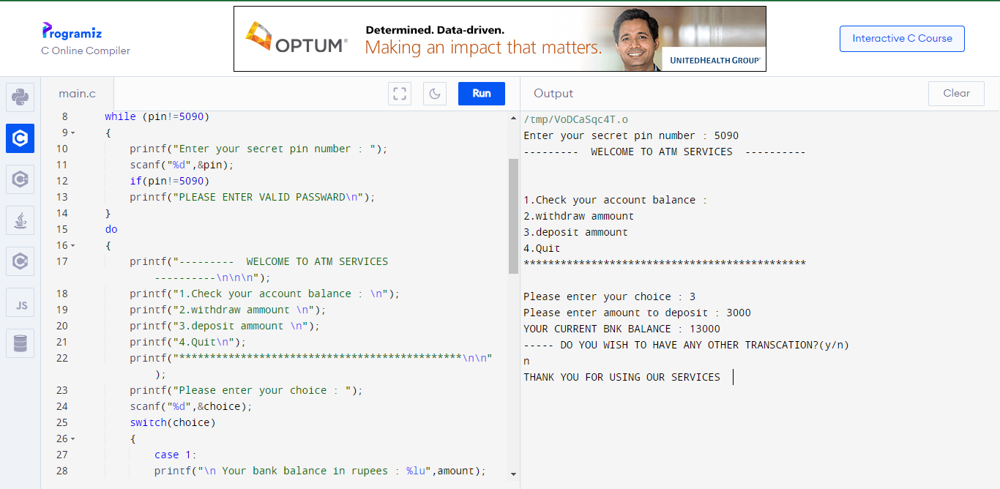 Programiz
C Online Compiler
OPTUM®
Determined. Data-driven.
Making an impact that matters.
UNITEDHEALTH GROUP®
Interactive C Course
main.c
Run
8 while (pin!=5090)
9 {
10 printf("Enter your secret pin number : ");
11 scanf("%d",&pin);
12 if(pin!=5090)
13 printf("PLEASE ENTER VALID PASSWARD\n");
14 }
15 do
16 {
17 printf("---------  WELCOME TO ATM SERVICES
----------\n\n\n");
18 printf("1.Check your account balance : \n");
19 printf("2.withdraw ammount \n");
20 printf("3.deposit ammount \n");
21 printf("4.Quit\n");
22 printf("**********************************************\n\n"
);
23 printf("Please enter your choice : ");
24 scanf("%d",&choice);
25 switch(choice)
26 {
27 case 1:
28 printf("\n Your bank balance in rupees : %lu",amount);
JS
Output
Clear
/tmp/VoDCaSqc4T.o
Enter your secret pin number : 5090
---------  WELCOME TO ATM SERVICES  ----------
1.Check your account balance :
2.withdraw ammount
3.deposit ammount
4.Quit
**********************************************
Please enter your choice : 3
Please enter amount to deposit : 3000
YOUR CURRENT BNK BALANCE : 13000
----- DO YOU WISH TO HAVE ANY OTHER TRANSCATION?(y/n)
n
THANK YOU FOR USING OUR SERVICES